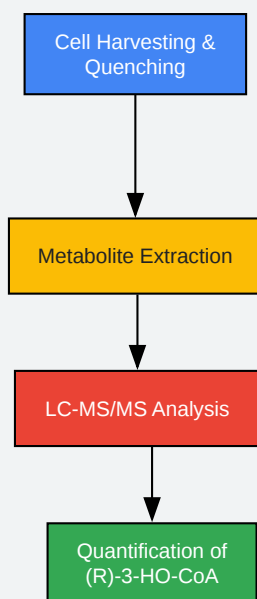 Cell Harvesting &
Quenching
Metabolite Extraction
LC-MS/MS Analysis
Quantification of
(R)-3-HO-CoA